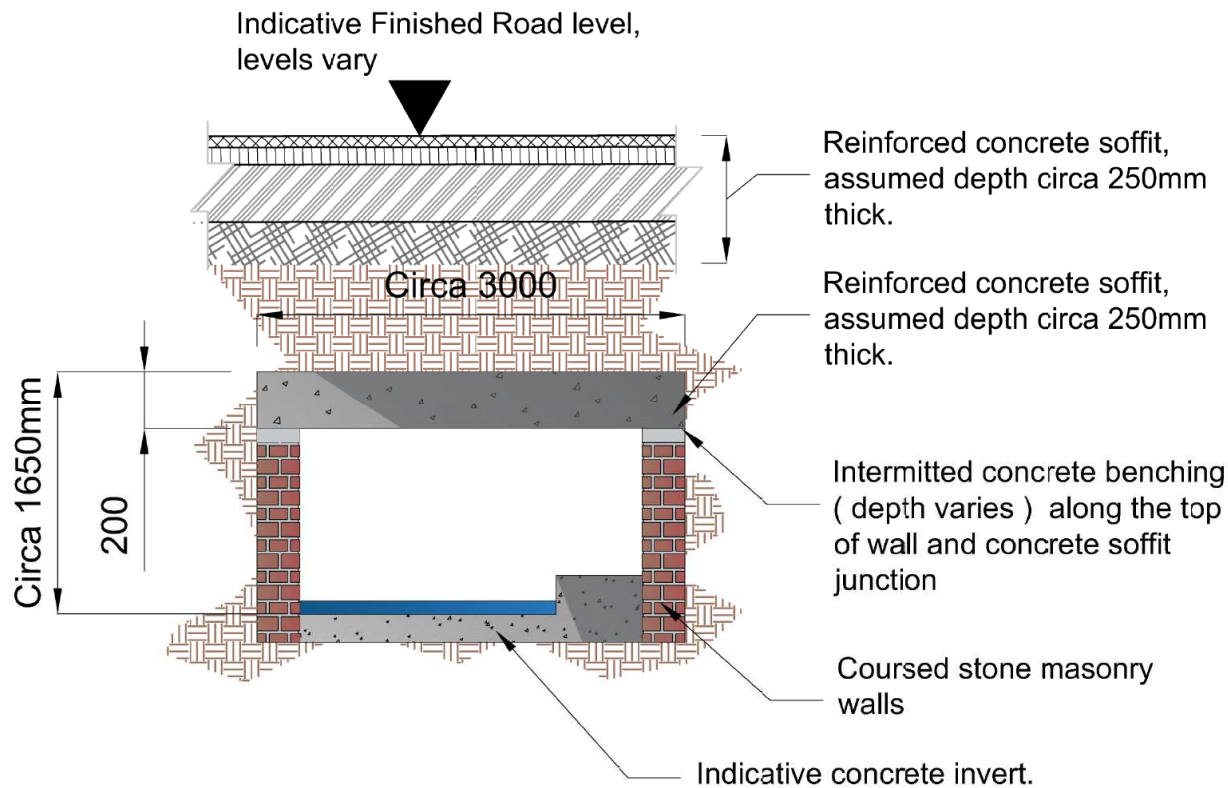 Indicative Finished Road level,
levels vary
Reinforced concrete soffit,
assumed depth circa 250mm
thick.
Circa 3000
Reinforced concrete soffit,
assumed depth circa 250mm
thick.
Circa 1650mm
200
Intermitted concrete benching
( depth varies ) along the top
of wall and concrete soffit
junction
Coursed stone masonry
walls
Indicative concrete invert.